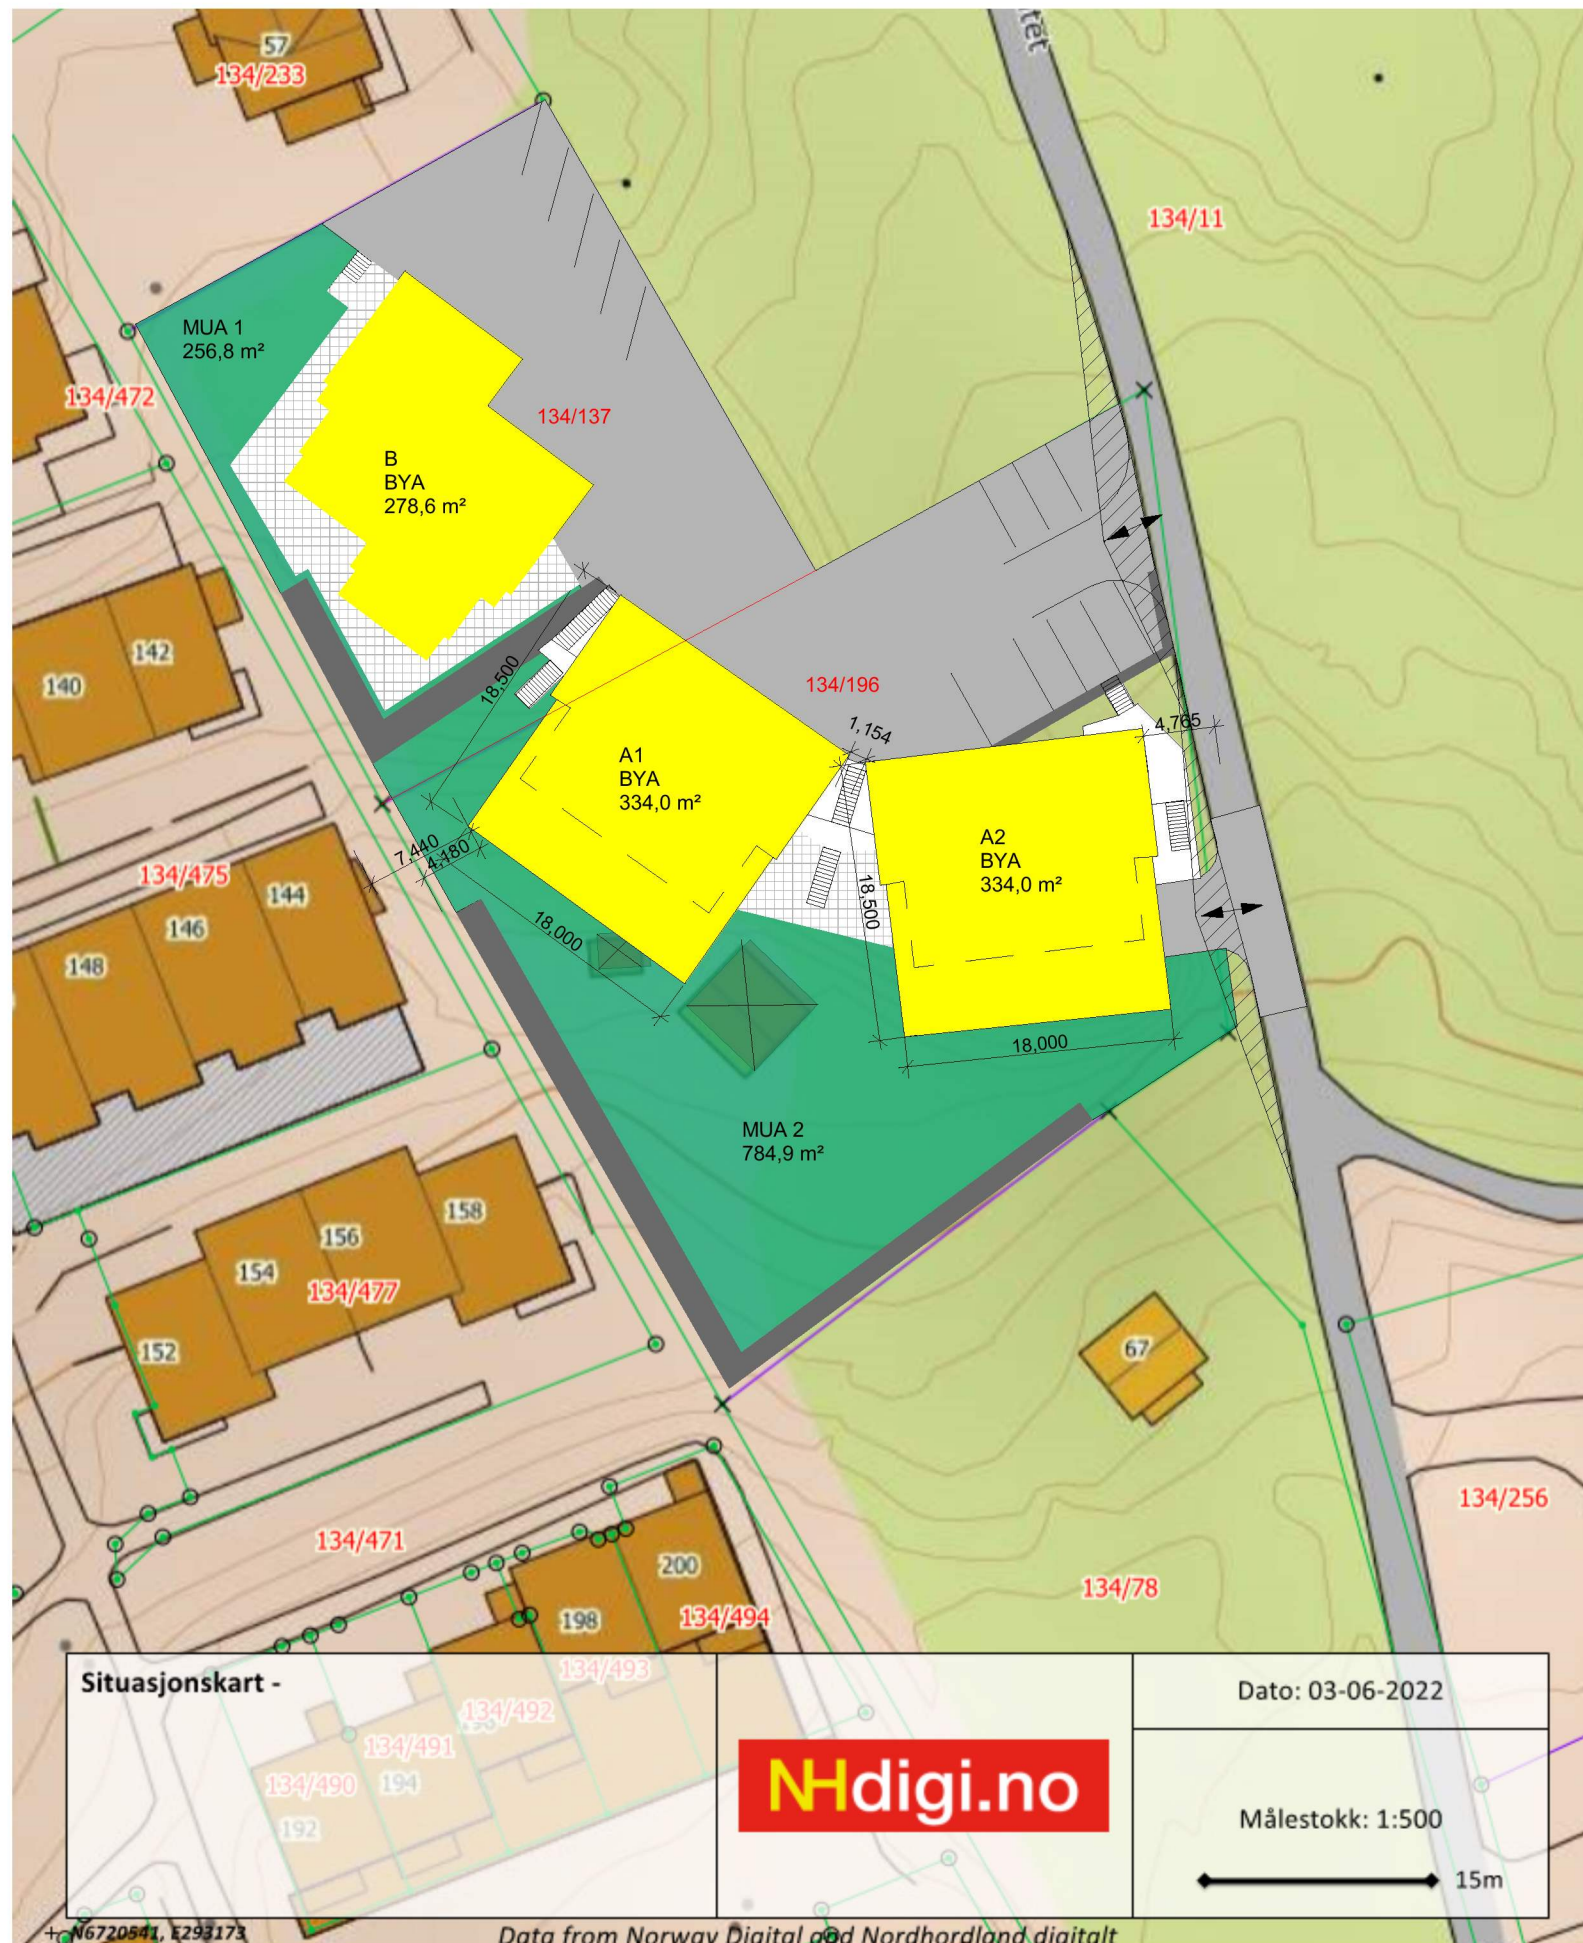 57
134/233
tet
134/11
MUA 1
256,8 m²
134/472
134/137
B
BYA
278,6 m²
142
140
18,500
134/196
1,154
4,765
A1
BYA
334,0 m²
A2
BYA
334,0 m²
7,440
4,180
134/475
144
146
148
18,000
18,500
18,000
MUA 2
784,9 m²
158
156
154
134/477
152
67
134/256
134/471
200
198
134/494
134/78
134/493
134/492
134/491
134/490
194
192
Situasjonskart -
NHdigi.no
Dato: 03-06-2022
Målestokk: 1:500
15m
N6720541, E293173
Data from Norway Digital and Nordhordland digitalt